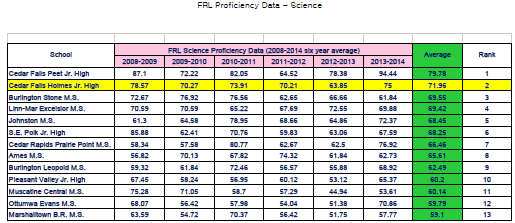 FRL Proficiency Data – Science
School FRL Science Proficiency Data (2008-2014 six year average) Average Rank
2008-2009 2009-2010 2010-2011 2011-2012 2012-2013 2013-2014
Cedar Falls Peet Jr. High 87.1 72.22 82.05 64.52 78.38 94.44 79.78 1
Cedar Falls Holmes Jr. High 78.57 70.27 73.91 70.21 63.85 75 71.96 2
Burlington Stone M.S. 72.67 76.92 76.56 62.65 66.66 61.84 69.55 3
Linn-Mar Excelsior M.S. 70.59 70.59 65.22 67.69 72.55 69.88 69.42 4
Johnston M.S. 61.3 64.58 78.95 68.66 64.86 72.37 68.45 5
S.E. Polk Jr. High 85.88 62.41 70.76 59.83 63.06 67.59 68.25 6
Cedar Rapids Prairie Point M.S. 58.34 57.58 80.77 62.67 62.5 76.92 66.46 7
Ames M.S. 56.82 70.13 67.82 74.32 61.84 62.73 65.61 8
Burlington Leopold M.S. 59.32 61.84 72.46 56.57 55.88 68.92 62.49 9
Pleasant Valley Jr. High 67.45 58.24 56.95 60.12 53.12 65.37 60.2 10
Muscatine Central M.S. 75.28 71.05 58.7 57.29 44.94 53.61 60.14 11
Ottumwa Evans M.S. 68.07 56.42 57.98 54.04 51.38 70.86 59.79 12
Marshalltown B.R. M.S. 63.59 54.72 70.37 56.42 51.75 57.77 59.1 13